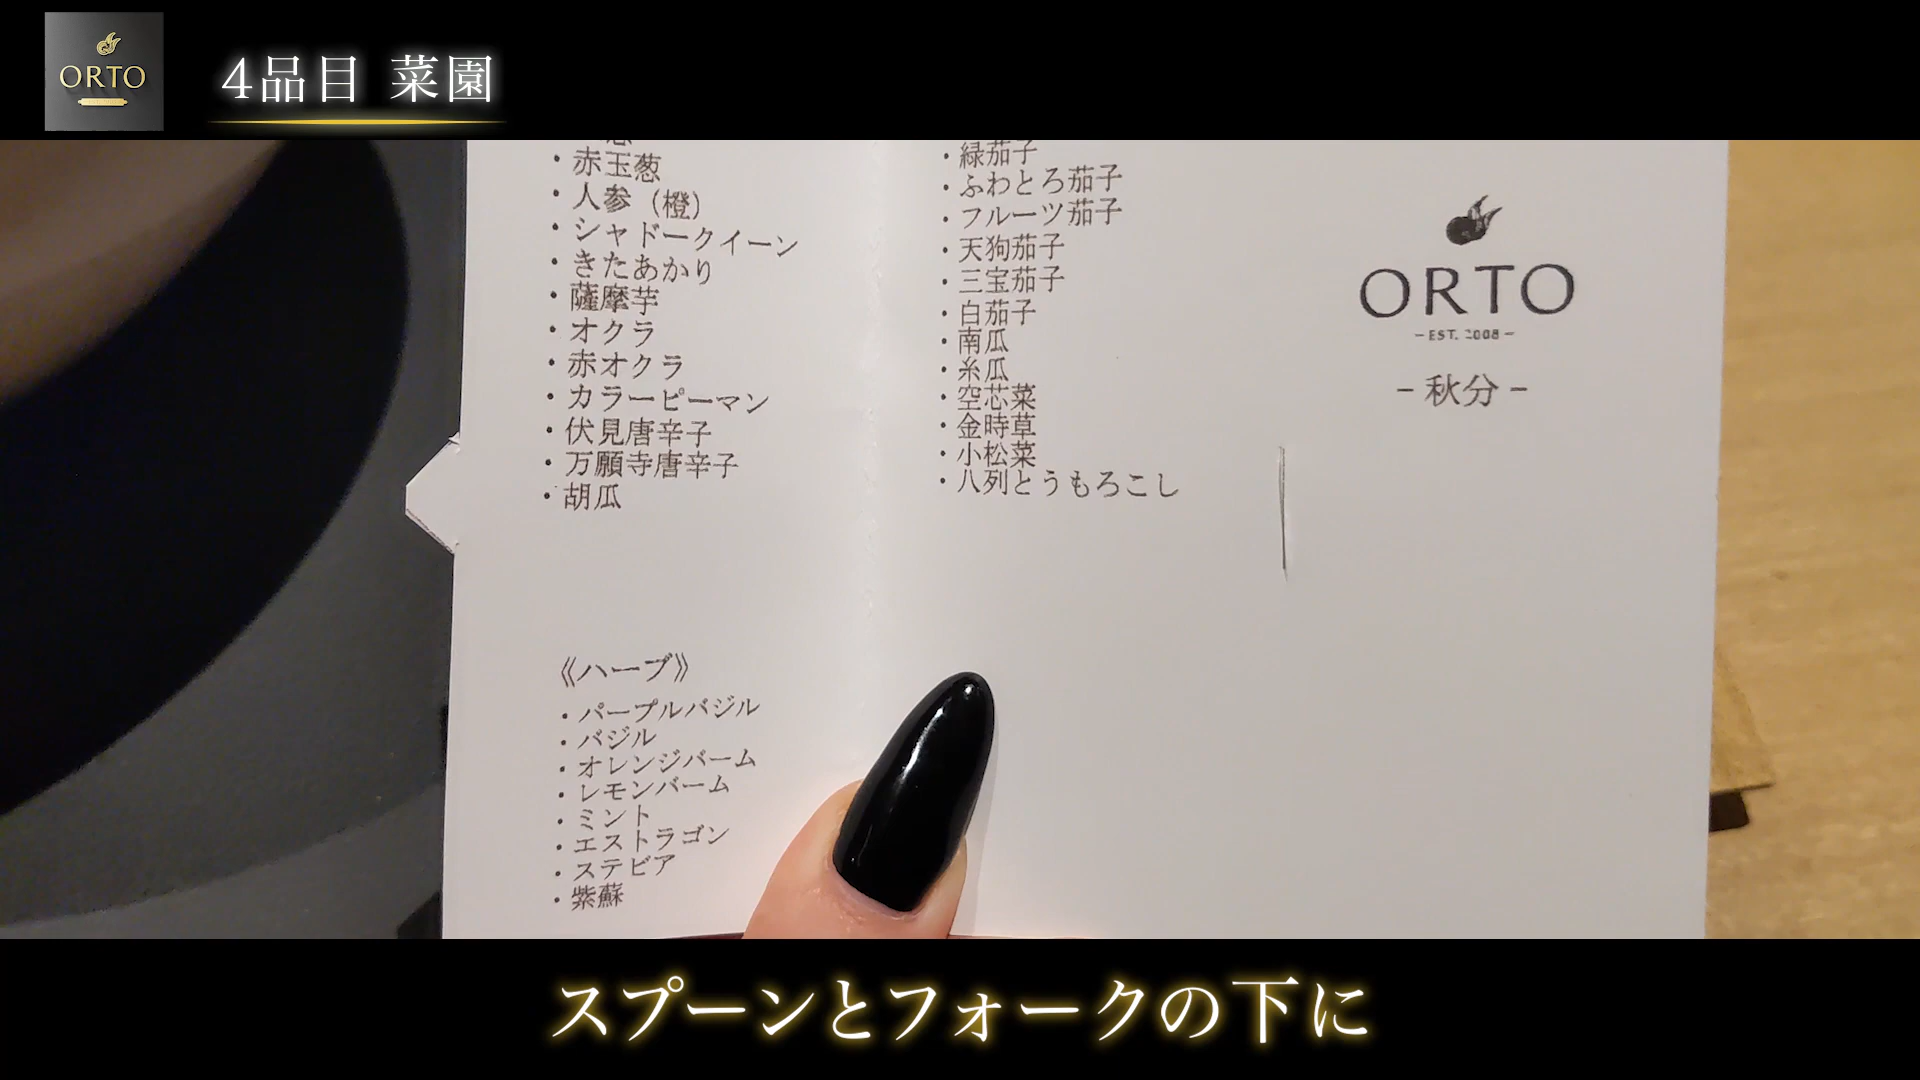 ORTO
4品目 菜園
・赤玉葱
・人参（橙）
・シャドークイーン
・きたあかり
・薩摩芋
・オクラ
・赤オクラ
・カラーピーマン
・伏見唐辛子
・万願寺唐辛子
・胡瓜
・緑茄子
・ふわとろ茄子
・フルーツ茄子
・天狗茄子
・三宝茄子
・白茄子
・南瓜
・糸瓜
・空芯菜
・金時草
・小松菜
・八列とうもろこし
ORTO
-EST. 2008-
-秋分-
《ハーブ》
・パープルバジル
・バジル
・オレンジバーム
・レモンバーム
・ミント
・エストラゴン
・ステビア
・紫蘇
スプーンとフォークの下に